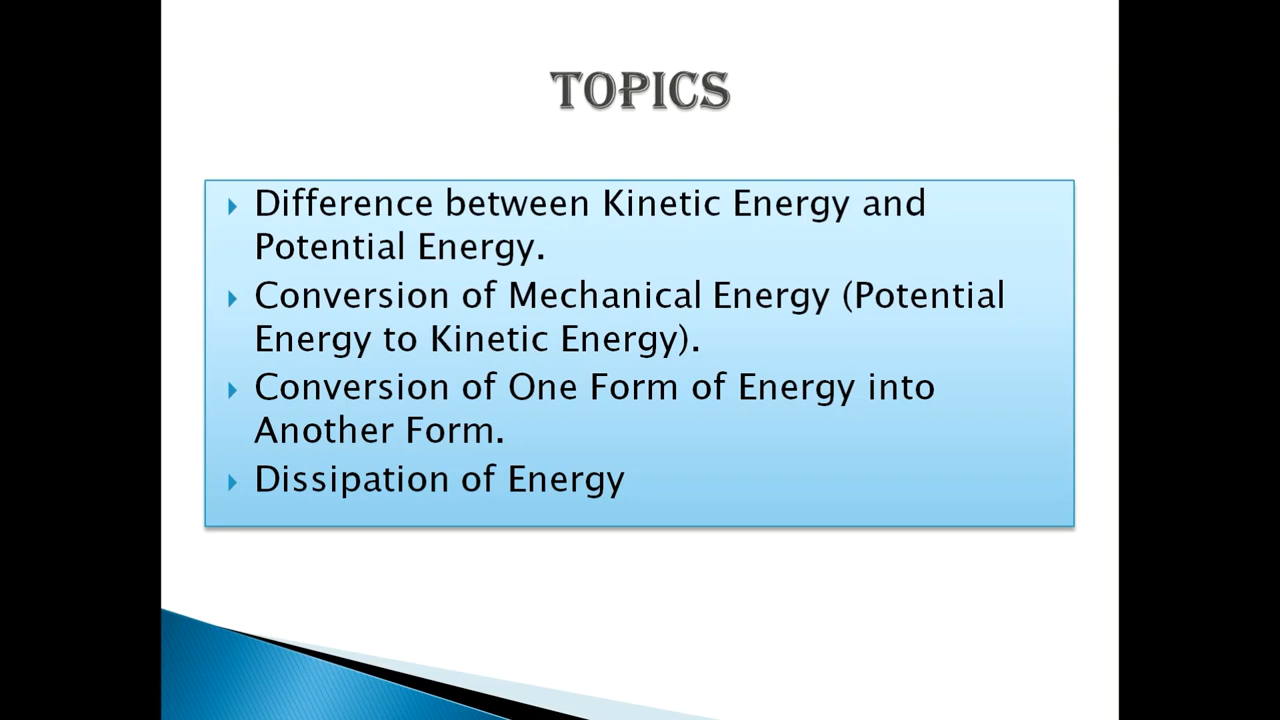 TOPICS
Difference between Kinetic Energy and
Potential Energy.
Conversion of Mechanical Energy (Potential
Energy to Kinetic Energy).
Conversion of One Form of Energy into
Another Form.
Dissipation of Energy